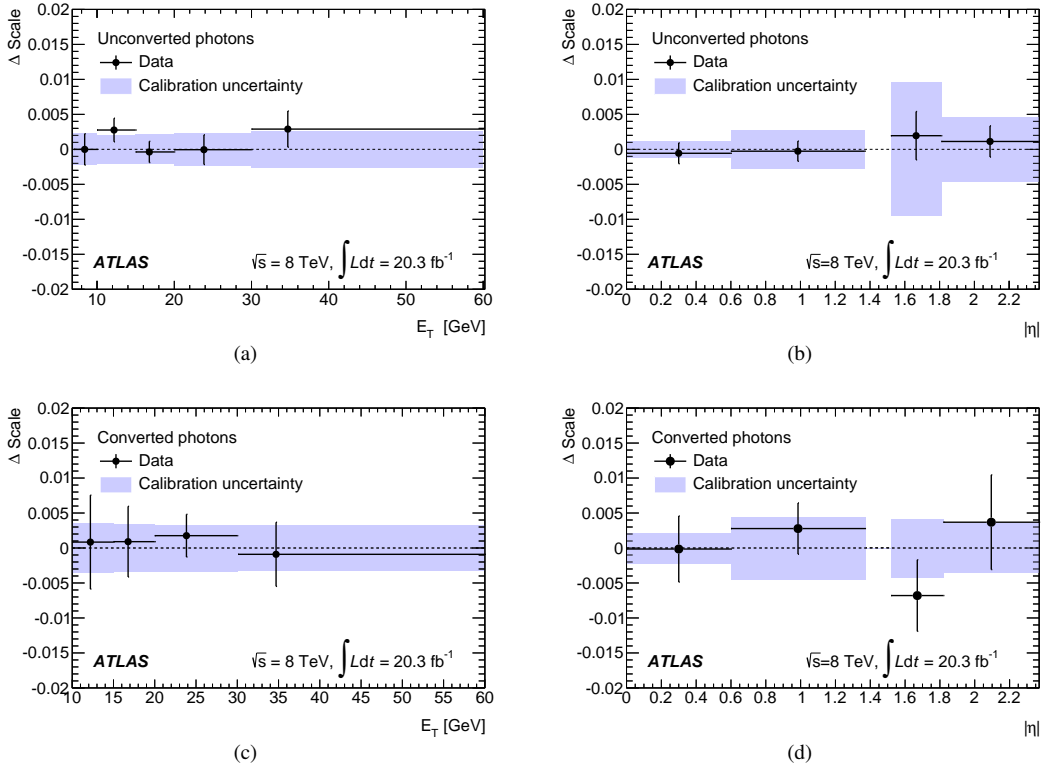 Δ Scale
0.02
0.015
0.01
0.005
0
-0.005
-0.01
-0.015
-0.02
Unconverted photons
Data
Calibration uncertainty
ATLAS
√s = 8 TeV, ∫ Ldt = 20.3 fb⁻¹
10 20 30 40 50 60
E_T [GeV]
(a)
Δ Scale
0.02
0.015
0.01
0.005
0
-0.005
-0.01
-0.015
-0.02
Unconverted photons
Data
Calibration uncertainty
ATLAS
√s=8 TeV, ∫ Ldt = 20.3 fb⁻¹
0 0.2 0.4 0.6 0.8 1 1.2 1.4 1.6 1.8 2 2.2
|η|
(b)
Δ Scale
0.02
0.015
0.01
0.005
0
-0.005
-0.01
-0.015
-0.02
Converted photons
Data
Calibration uncertainty
ATLAS
√s = 8 TeV, ∫ Ldt = 20.3 fb⁻¹
10 15 20 25 30 35 40 45 50 55 60
E_T [GeV]
(c)
Δ Scale
0.02
0.015
0.01
0.005
0
-0.005
-0.01
-0.015
-0.02
Converted photons
Data
Calibration uncertainty
ATLAS
√s=8 TeV, ∫ Ldt = 20.3 fb⁻¹
0 0.2 0.4 0.6 0.8 1 1.2 1.4 1.6 1.8 2 2.2
|η|
(d)